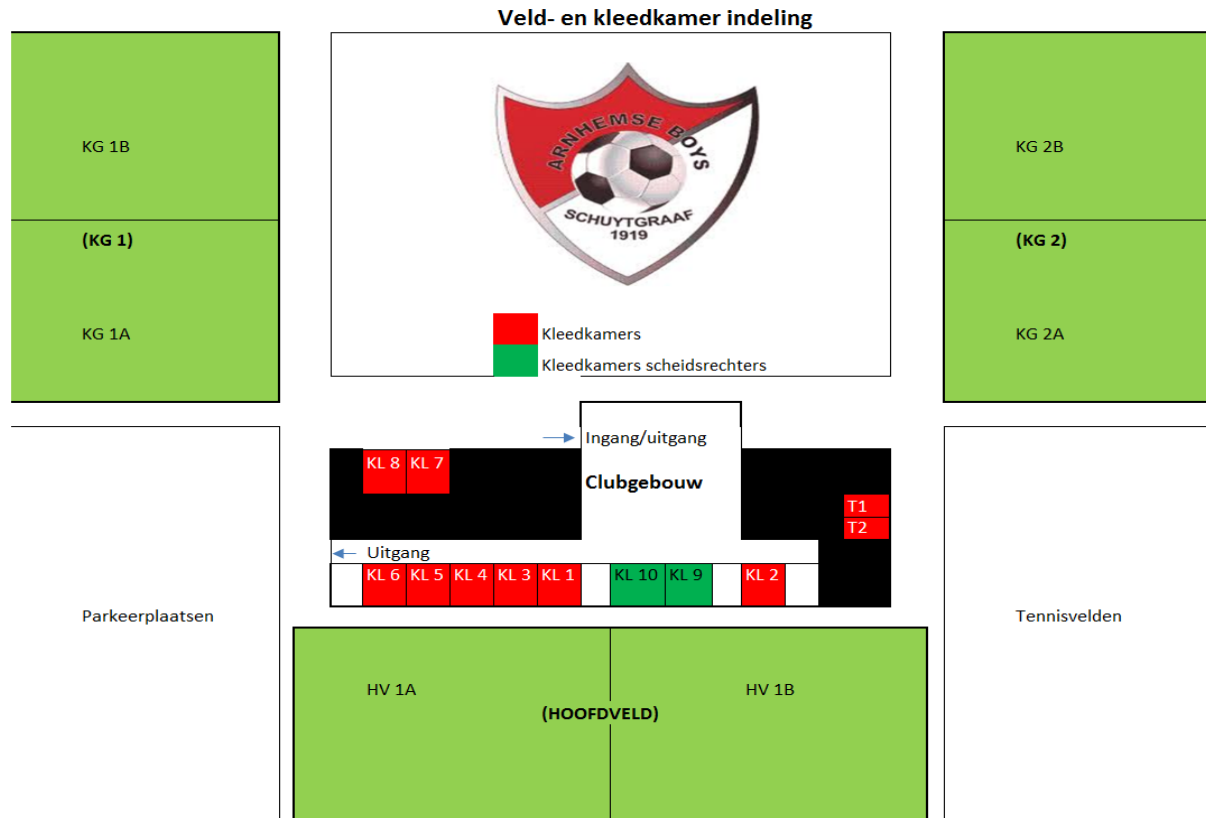 Veld- en kleedkamer indeling
KG 1B
(KG 1)
KG 1A
ARNHEMSE BOYS
SCHUYTGRAAF
1919
Kleedkamers
Kleedkamers scheidsrechters
KG 2B
(KG 2)
KG 2A
Ingang/uitgang
Clubgebouw
KL 8 KL 7
T1
T2
Uitgang
KL 6 KL 5 KL 4 KL 3 KL 1 KL 10 KL 9 KL 2
Parkeerplaatsen
Tennisvelden
HV 1A HV 1B
(HOOFDVELD)